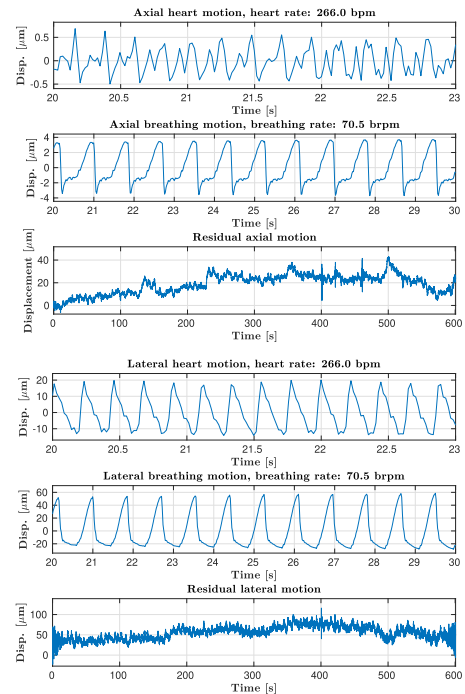 Axial heart motion, heart rate: 266.0 bpm
Disp. [μm]
0.5
0
-0.5
20 20.5 21 21.5 22 22.5 23
Time [s]
Axial breathing motion, breathing rate: 70.5 brpm
Disp. [μm]
4
2
0
-2
-4
20 21 22 23 24 25 26 27 28 29 30
Time [s]
Residual axial motion
Displacement [μm]
40
20
0
0 100 200 300 400 500 600
Time [s]
Lateral heart motion, heart rate: 266.0 bpm
Disp. [μm]
20
10
0
-10
20 20.5 21 21.5 22 22.5 23
Time [s]
Lateral breathing motion, breathing rate: 70.5 brpm
Disp. [μm]
60
40
20
0
-20
20 21 22 23 24 25 26 27 28 29 30
Time [s]
Residual lateral motion
Disp. [μm]
100
50
0
0 100 200 300 400 500 600
Time [s]